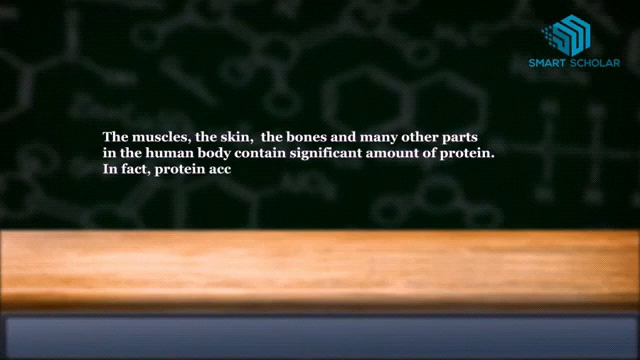 SMART SCHOLAR
The muscles, the skin, the bones and many other parts
in the human body contain significant amount of protein.
In fact, protein acc